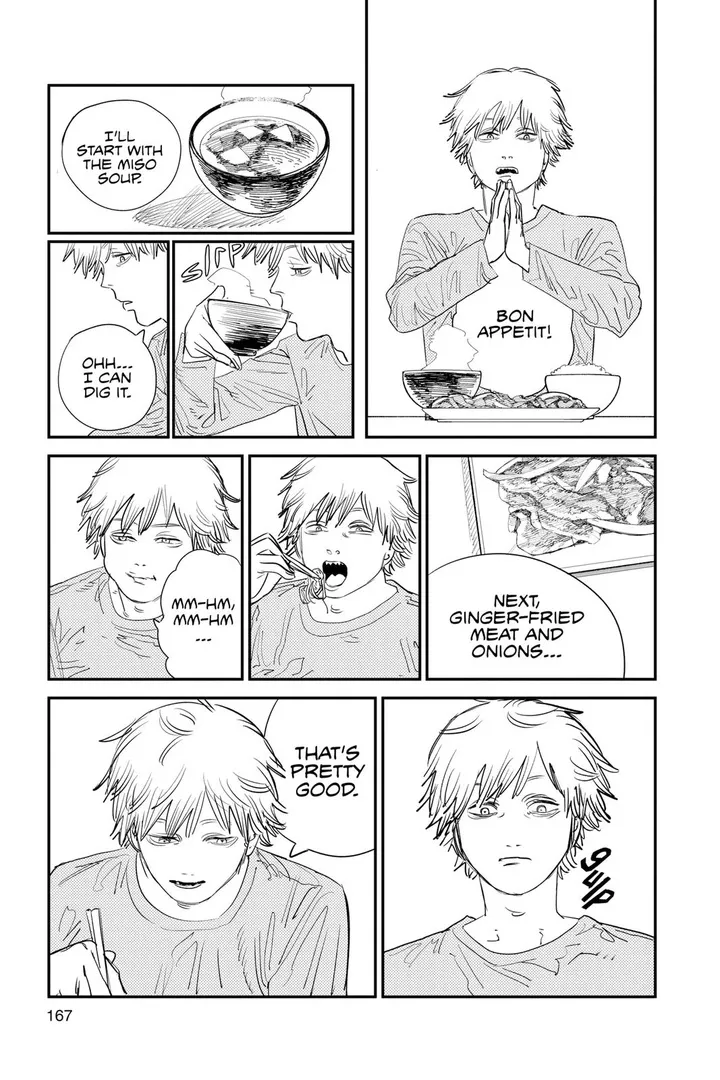 BON
APPETIT!
I'LL
START WITH
THE MISO
SOUP.
SLRP
OHH...
I CAN
DIG IT.
NEXT,
GINGER-FRIED
MEAT AND
ONIONS...
MM-HM,
MM-HM
...
GULP
THAT'S
PRETTY
GOOD.
167